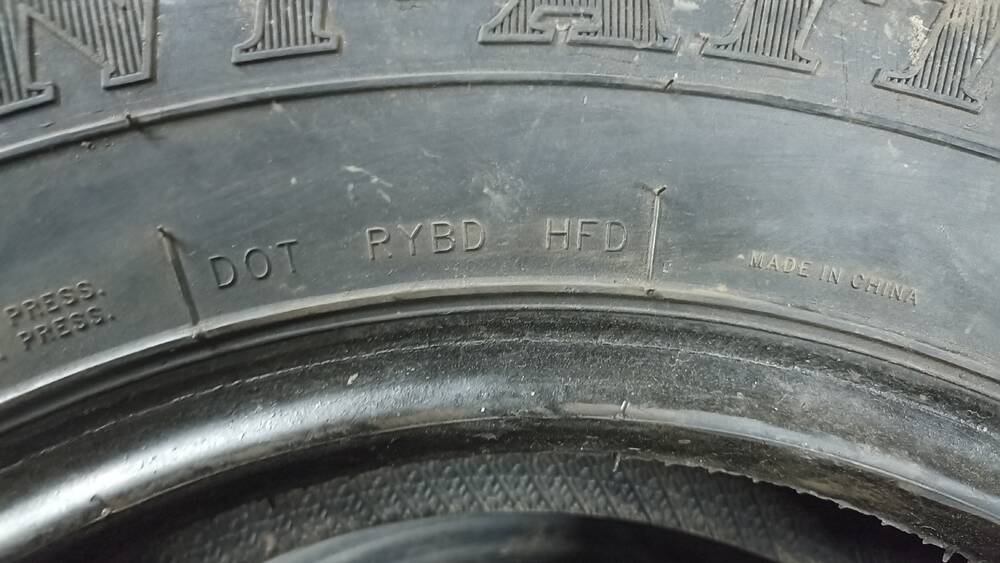 PRESS.
PRESS.
DOT RYBD HFD
MADE IN CHINA